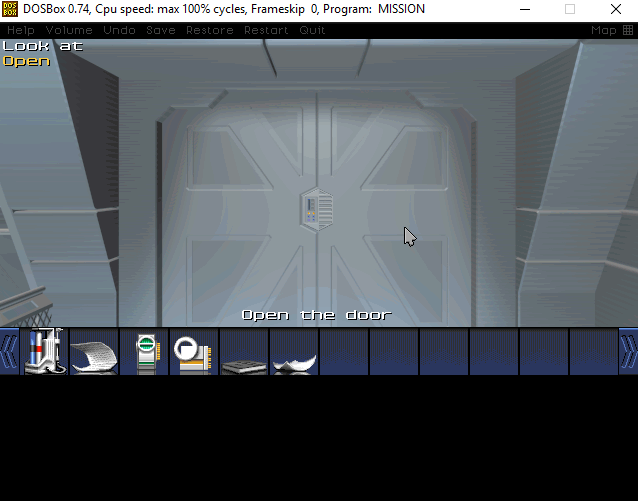 DOSBox 0.74, Cpu speed: max 100% cycles, Frameskip 0, Program: MISSION
Help Volume Undo Save Restore Restart Quit Map
Look at
Open
Open the door